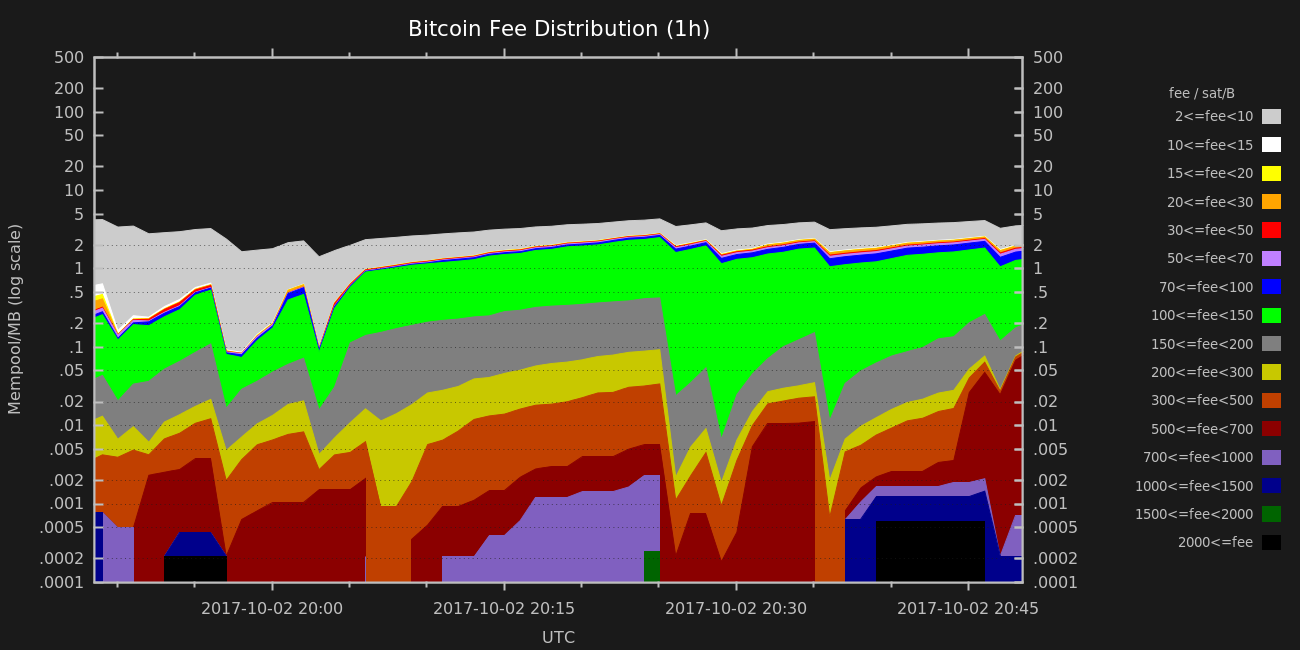 Bitcoin Fee Distribution (1h)
500 500
200 200
100 100
50 50
20 20
10 10
5 5
2 2
1 1
.5 .5
.2 .2
.1 .1
.05 .05
.02 .02
.01 .01
.005 .005
.002 .002
.001 .001
.0005 .0005
.0002 .0002
.0001 .0001
Mempool/MB (log scale)
2017-10-02 20:00 2017-10-02 20:15 2017-10-02 20:30 2017-10-02 20:45
UTC
fee / sat/B
2<=fee<10
10<=fee<15
15<=fee<20
20<=fee<30
30<=fee<50
50<=fee<70
70<=fee<100
100<=fee<150
150<=fee<200
200<=fee<300
300<=fee<500
500<=fee<700
700<=fee<1000
1000<=fee<1500
1500<=fee<2000
2000<=fee